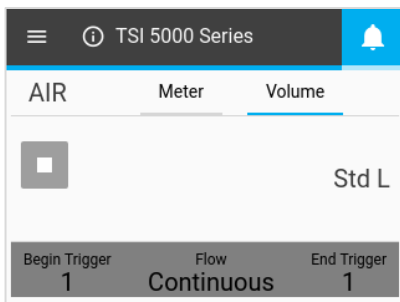 TSI 5000 Series
AIR Meter Volume
Std L
Begin Trigger Flow End Trigger
1 Continuous 1